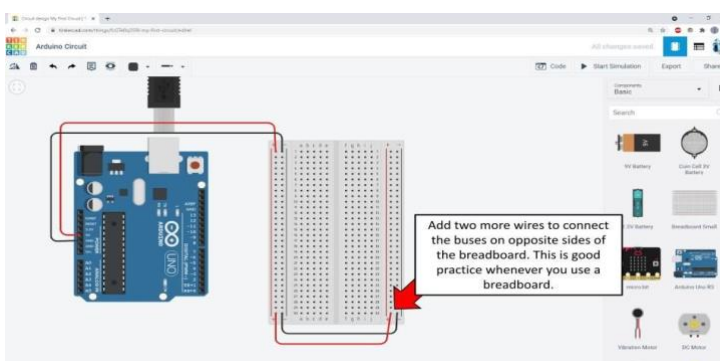 Arduino Circuit
All changes saved
Code
Start Simulation
Export
Share
Components
Basic
Search
9V Battery
Coin Cell 3V
Battery
Breadboard Small
micro:bit
Arduino Uno R3
Vibration Motor
DC Motor
Add two more wires to connect
the buses on opposite sides of
the breadboard. This is good
practice whenever you use a
breadboard.
ARDUINO
UNO